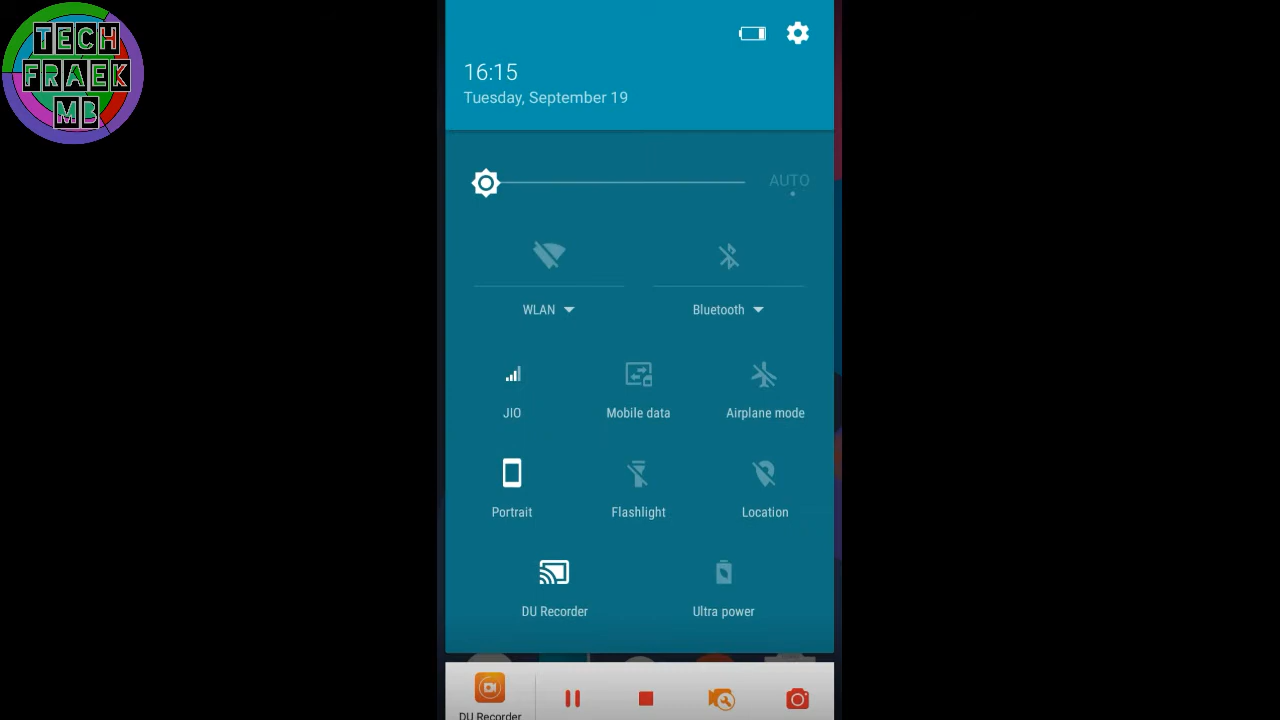 TECH
FRAEK
MB
16:15
Tuesday, September 19
AUTO
WLAN
Bluetooth
JIO
Mobile data
Airplane mode
Portrait
Flashlight
Location
DU Recorder
Ultra power
DU Recorder